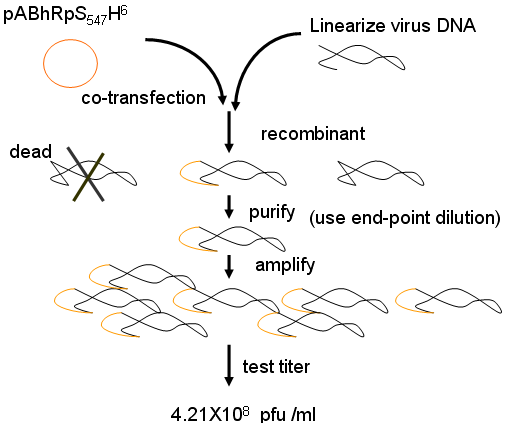 pABhRpS₅₄₇H⁶
Linearize virus DNA
co-transfection
recombinant
dead
purify
(use end-point dilution)
amplify
test titer
4.21X10⁸ pfu /ml